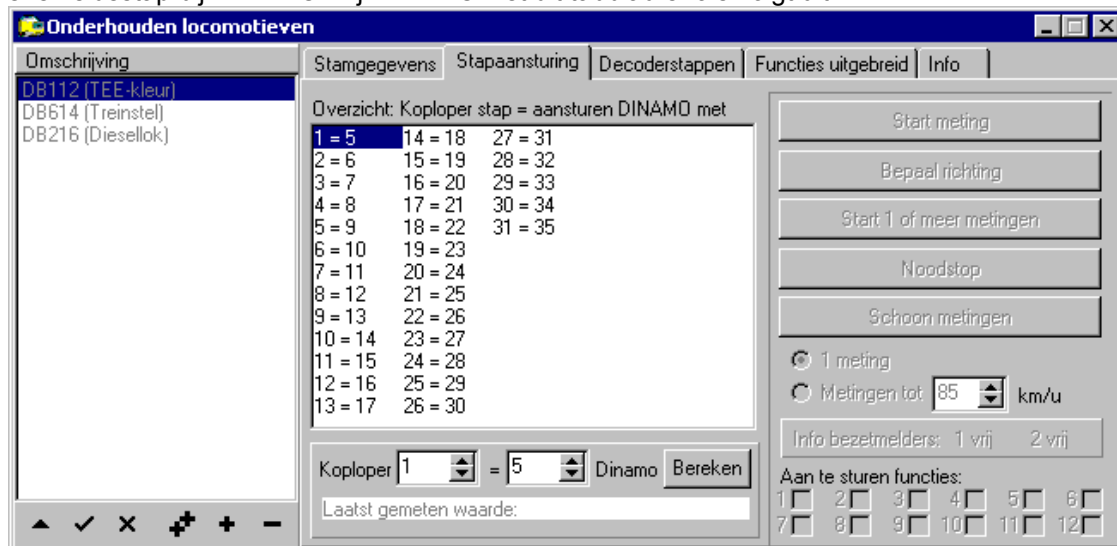 Onderhouden locomotieven
Omschrijving
DB112 (TEE-kleur)
DB614 (Treinstel)
DB216 (Diesellok)
Stamgegevens Stapaansturing Decoderstappen Functies uitgebreid Info
Overzicht: Koploper stap = aansturen DINAMO met
1 = 5 14 = 18 27 = 31
2 = 6 15 = 19 28 = 32
3 = 7 16 = 20 29 = 33
4 = 8 17 = 21 30 = 34
5 = 9 18 = 22 31 = 35
6 = 10 19 = 23
7 = 11 20 = 24
8 = 12 21 = 25
9 = 13 22 = 26
10 = 14 23 = 27
11 = 15 24 = 28
12 = 16 25 = 29
13 = 17 26 = 30
Koploper 1 = 5 Dinamo Bereken
Laatst gemeten waarde:
Start meting
Bepaal richting
Start 1 of meer metingen
Noodstop
Schoon metingen
1 meting
Metingen tot 85 km/u
Info bezetmelders: 1 vrij 2 vrij
Aan te sturen functies:
1 2 3 4 5 6
7 8 9 10 11 12